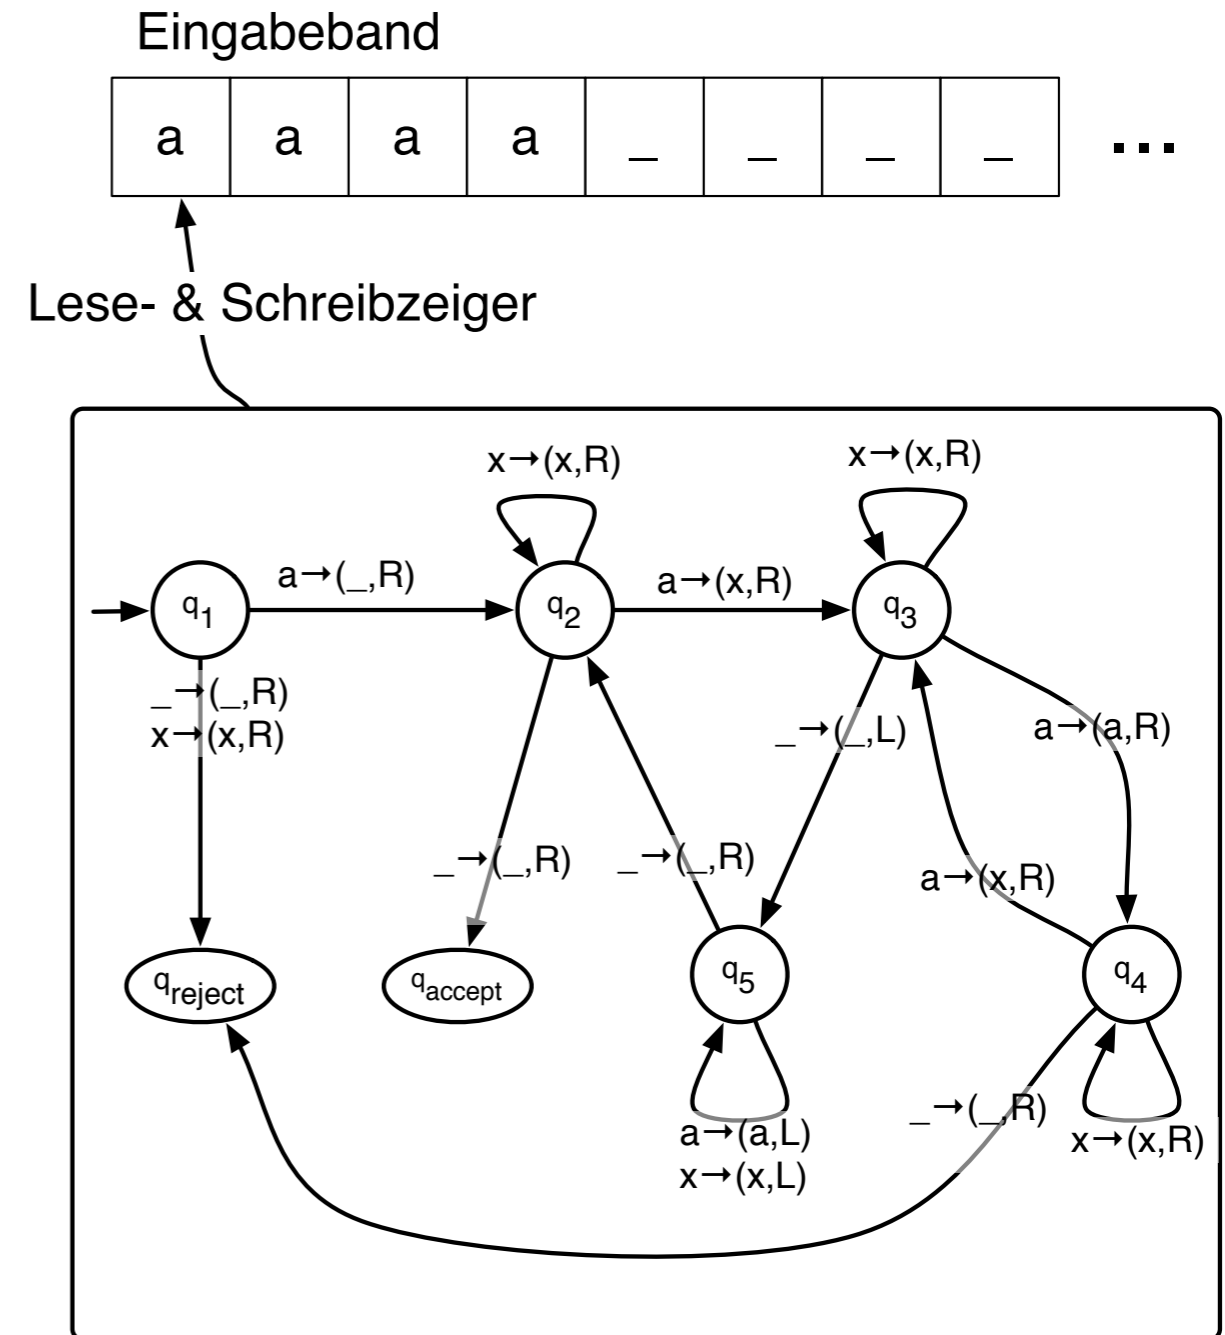 Eingabeband
a a a a _ _ _ _ ...
Lese- & Schreibzeiger
x→(x,R)
x→(x,R)
q1
a→(_,R)
q2
a→(x,R)
q3
_→(_,R)
x→(x,R)
_→(_,L)
a→(a,R)
_→(_,R)
_→(_,R)
a→(x,R)
qreject
qaccept
q5
q4
a→(a,L)
x→(x,L)
_→(_,R)
x→(x,R)